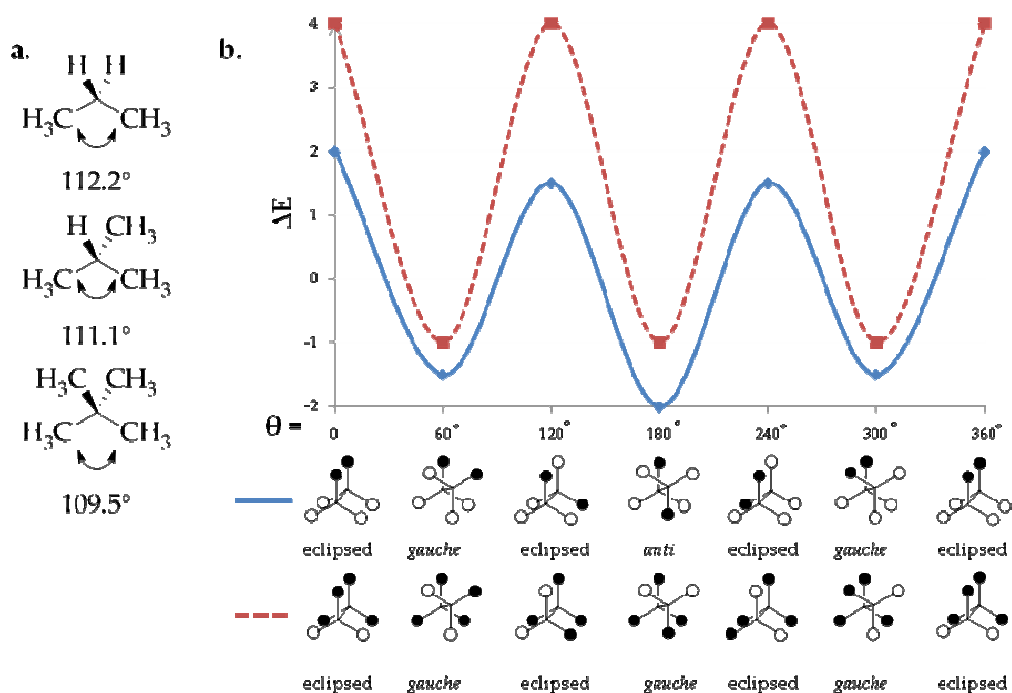 a.
H H
H₃C CH₃
112.2°
H CH₃
H₃C CH₃
111.1°
H₃C CH₃
H₃C CH₃
109.5°
b.
4
3
2
1
0
-1
-2
ΔE
θ = 0 60° 120° 180° 240° 300° 360°
eclipsed gauche eclipsed anti eclipsed gauche eclipsed
eclipsed gauche eclipsed gauche eclipsed gauche eclipsed